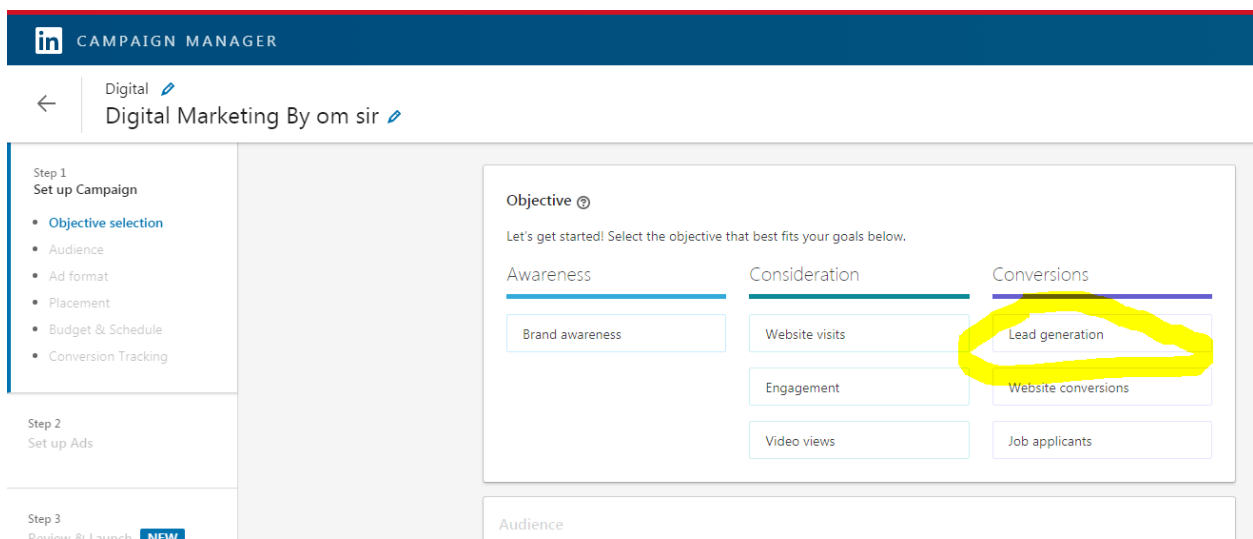 in CAMPAIGN MANAGER
Digital
Digital Marketing By om sir
Step 1
Set up Campaign
Objective selection
Audience
Ad format
Placement
Budget & Schedule
Conversion Tracking
Step 2
Set up Ads
Step 3
Review & Launch NEW
Objective ?
Let's get started! Select the objective that best fits your goals below.
Awareness
Brand awareness
Consideration
Website visits
Engagement
Video views
Conversions
Lead generation
Website conversions
Job applicants
Audience